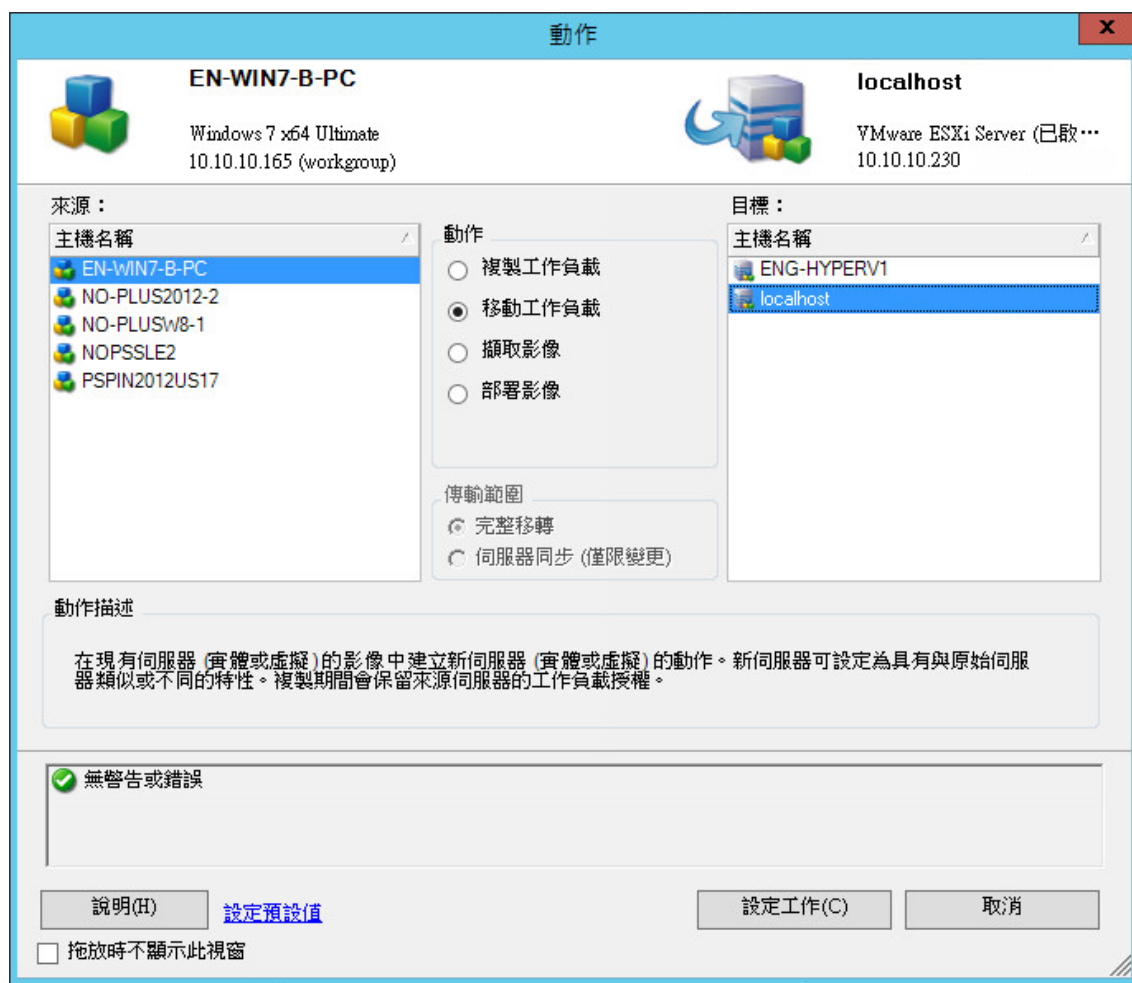 動作
EN-WIN7-B-PC
Windows 7 x64 Ultimate
10.10.10.165 (workgroup)
localhost
VMware ESXi Server (已啟…
10.10.10.230
來源：
主機名稱
EN-WIN7-B-PC
NO-PLUS2012-2
NO-PLUSW8-1
NOPSSLE2
PSPIN2012US17
動作
複製工作負載
移動工作負載
擷取影像
部署影像
傳輸範圍
完整移轉
伺服器同步 (僅限變更)
目標：
主機名稱
ENG-HYPERV1
localhost
動作描述
在現有伺服器 (實體或虛擬)的影像中建立新伺服器 (實體或虛擬) 的動作。新伺服器可設定為具有與原始伺服
器類似或不同的特性。複製期間會保留來源伺服器的工作負載授權。
無警告或錯誤
說明(H)
設定預設值
設定工作(C)
取消
拖放時不顯示此視窗